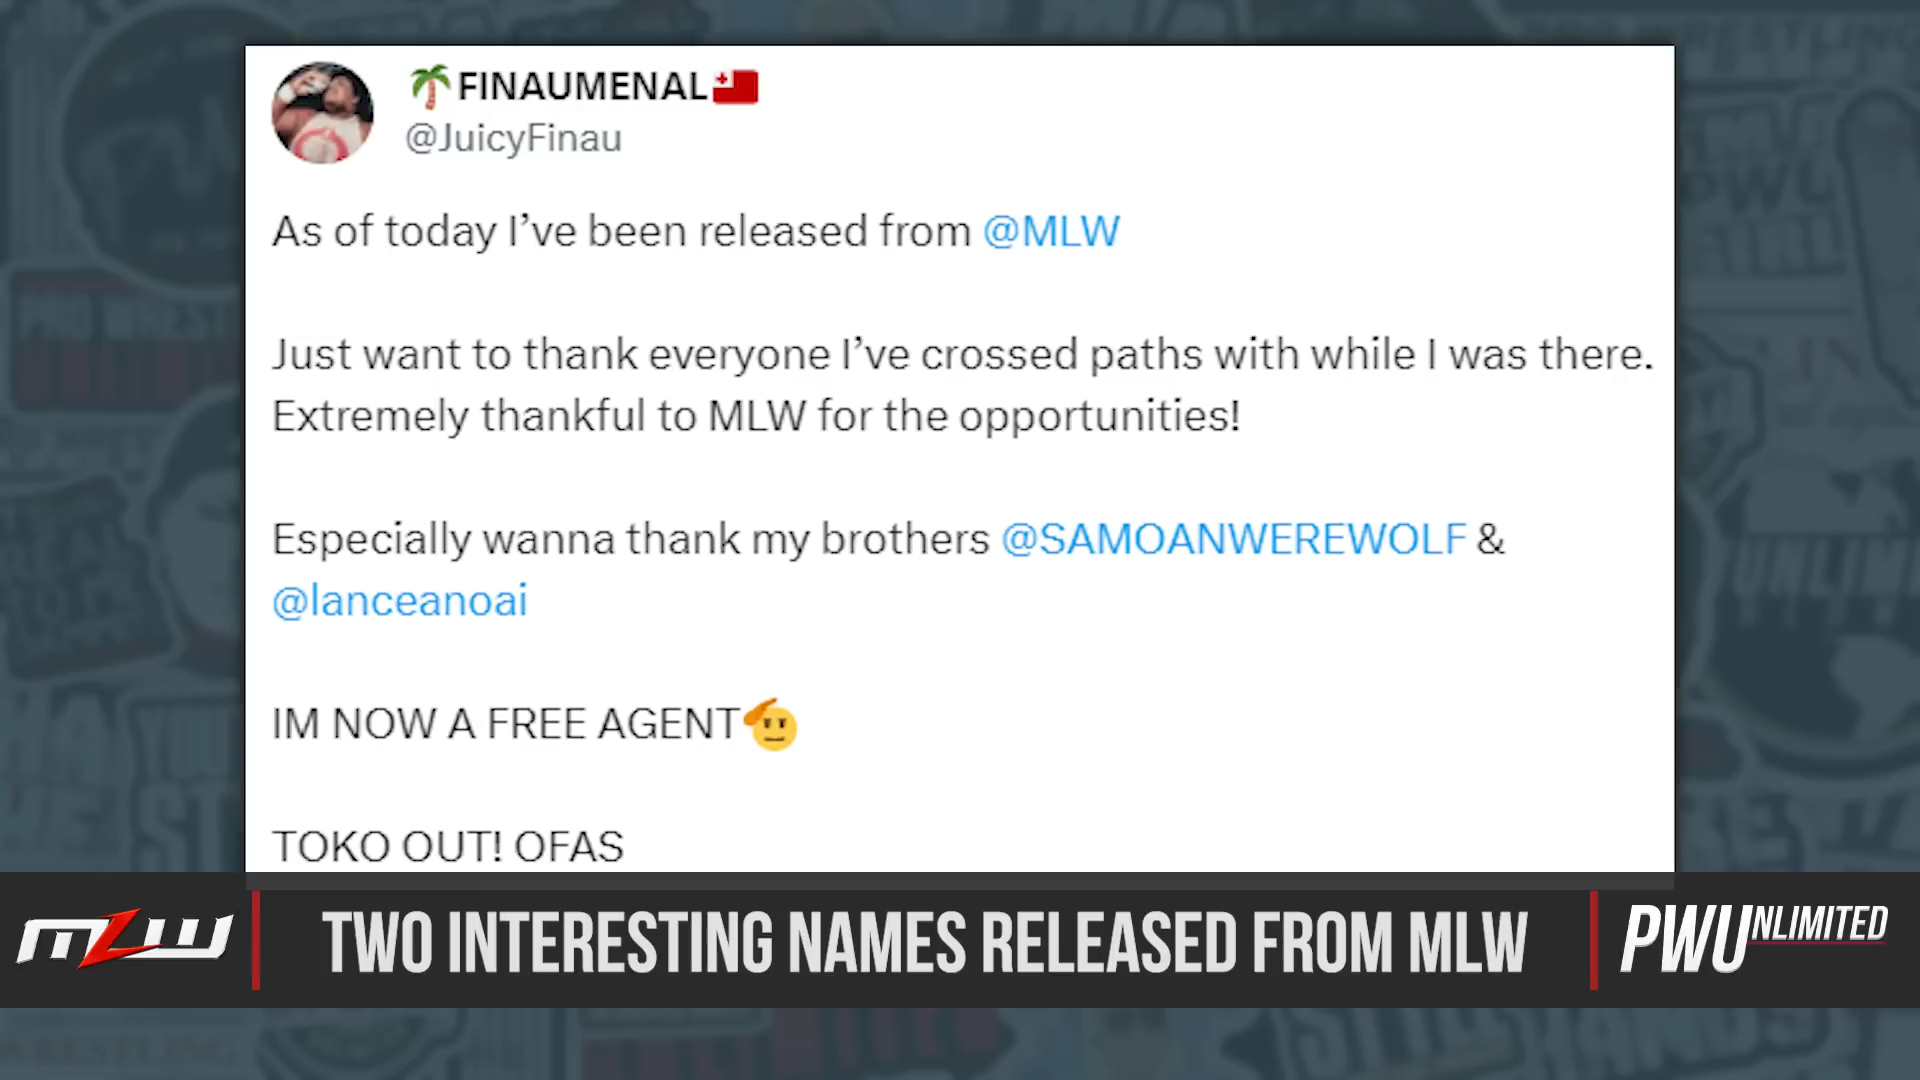 🌴FINAUMENAL🇹🇴
@JuicyFinau
As of today I’ve been released from @MLW
Just want to thank everyone I’ve crossed paths with while I was there.
Extremely thankful to MLW for the opportunities!
Especially wanna thank my brothers @SAMOANWEREWOLF &
@lanceanoai
IM NOW A FREE AGENT🫡
TOKO OUT! OFAS
MLW
TWO INTERESTING NAMES RELEASED FROM MLW
PWUNLIMITED